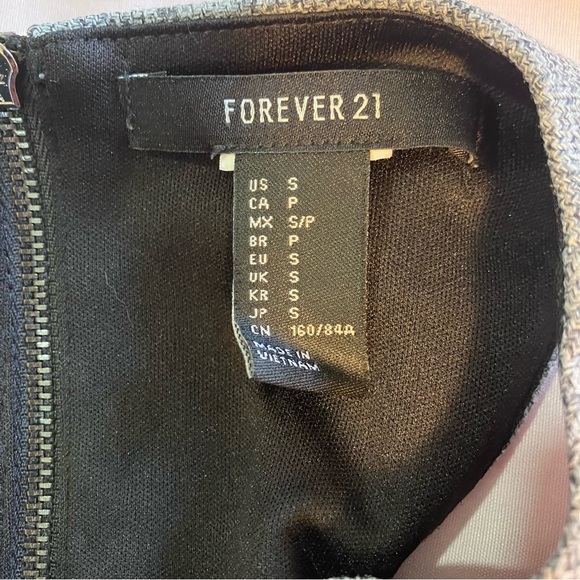 FOREVER 21
US S
CA P
MX S/P
BR P
EU S
UK S
KR S
JP S
CN 160/84A
MADE IN
VIETNAM